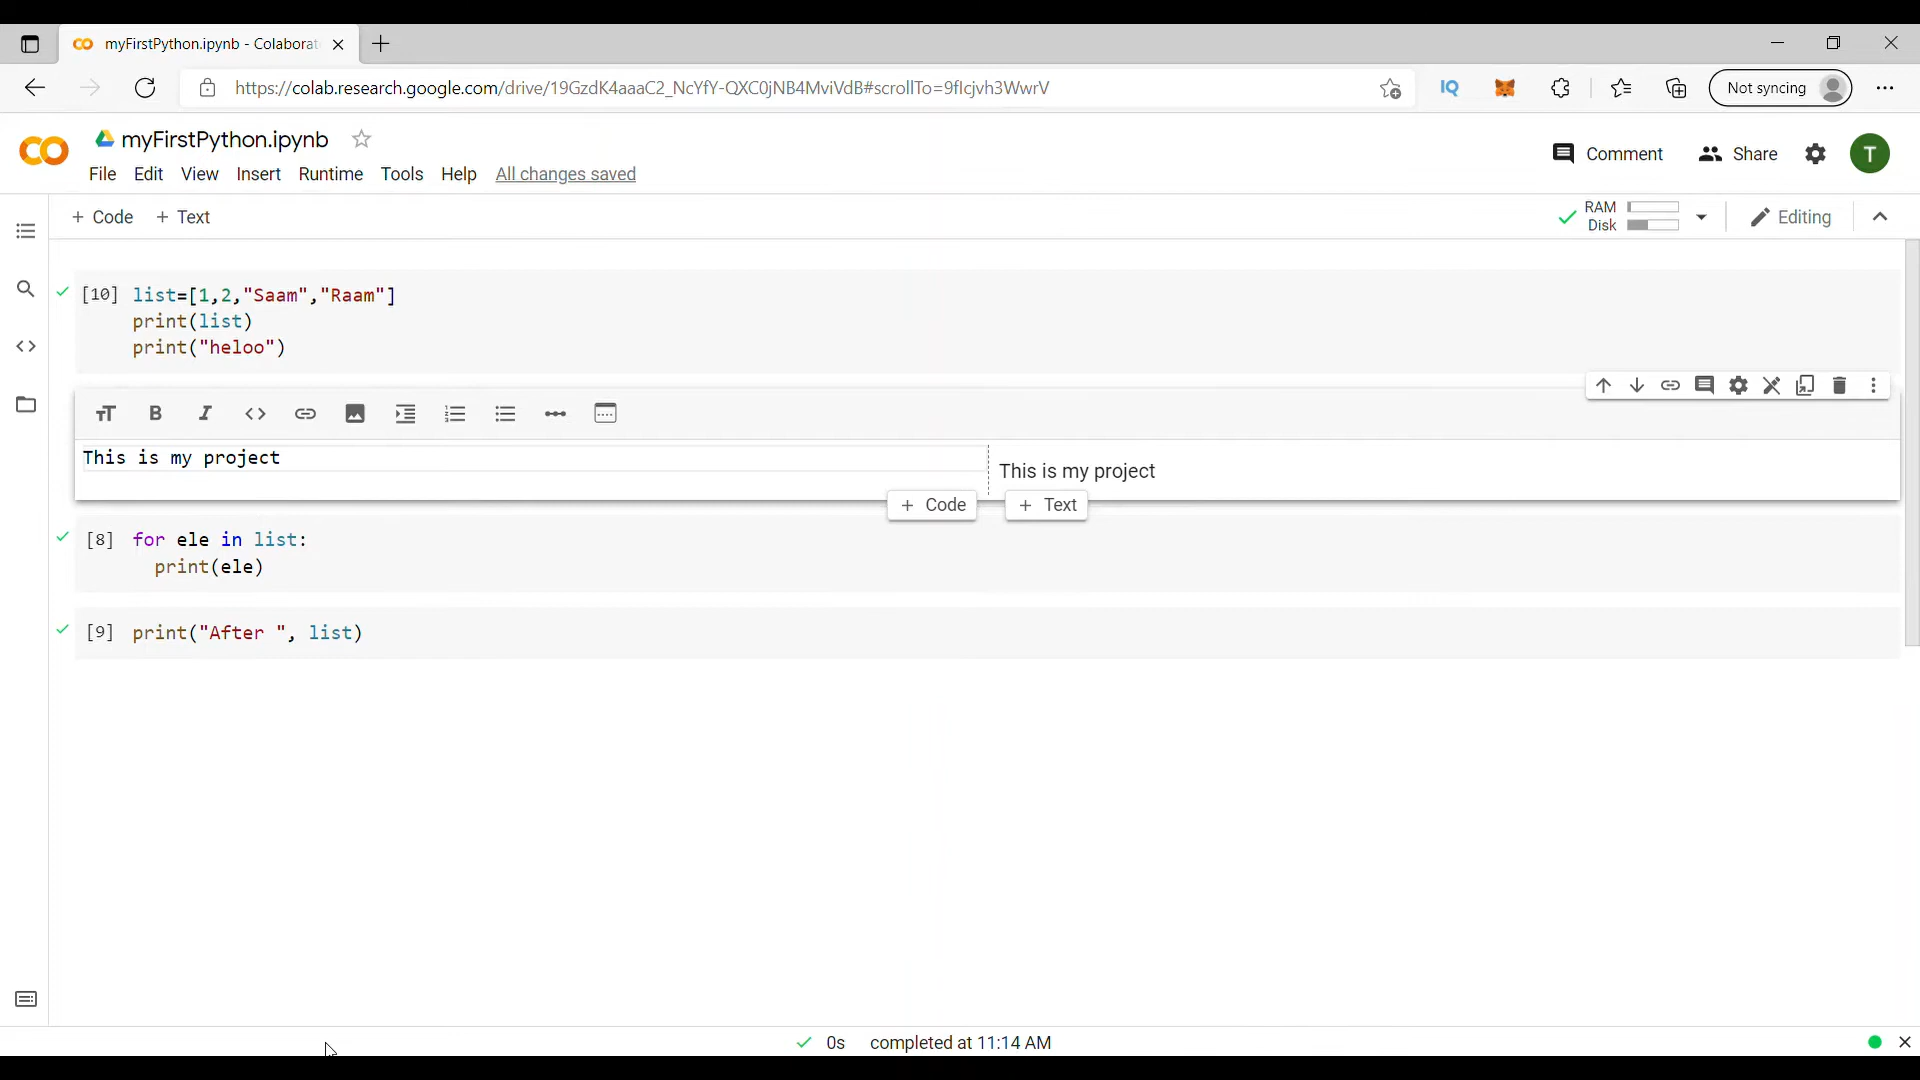 myFirstPython.ipynb - Colaborat
https://colab.research.google.com/drive/19GzdK4aaaC2_NcYfY-QXC0jNB4MviVdB#scrollTo=9fIcjvh3WwrV
IQ
Not syncing
myFirstPython.ipynb
File Edit View Insert Runtime Tools Help All changes saved
Comment Share T
+ Code + Text
RAM
Disk
Editing
[10] list=[1,2,"Saam","Raam"]
print(list)
print("heloo")
This is my project
This is my project
+ Code + Text
[8] for ele in list:
print(ele)
[9] print("After ", list)
0s completed at 11:14 AM